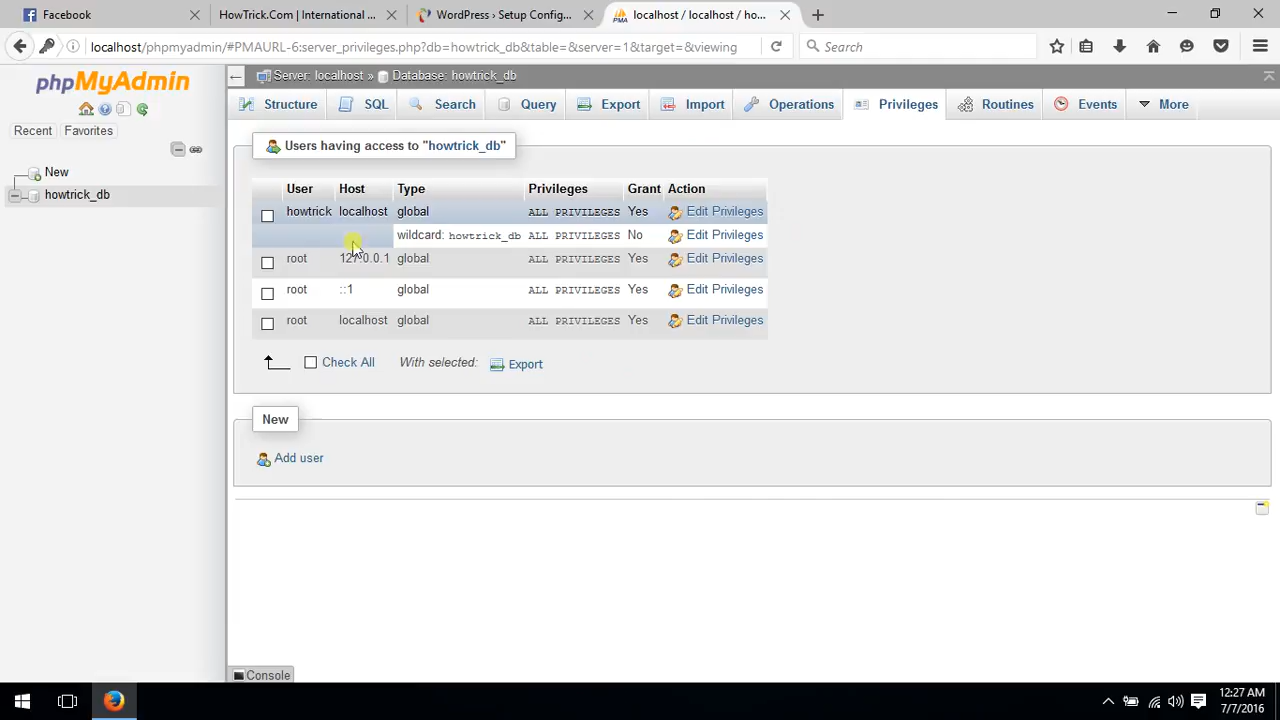 Facebook
HowTrick.Com | International ...
WordPress › Setup Config...
localhost / localhost / ho...
localhost/phpmyadmin/#PMAURL-6:server_privileges.php?db=howtrick_db&table=&server=1&target=&viewing
Search
phpMyAdmin
Server: localhost » Database: howtrick_db
Structure SQL Search Query Export Import Operations Privileges Routines Events More
Recent Favorites
New
howtrick_db
Users having access to "howtrick_db"
User Host Type Privileges Grant Action
howtrick localhost global ALL PRIVILEGES Yes Edit Privileges
wildcard: howtrick_db ALL PRIVILEGES No Edit Privileges
root 127.0.0.1 global ALL PRIVILEGES Yes Edit Privileges
root ::1 global ALL PRIVILEGES Yes Edit Privileges
root localhost global ALL PRIVILEGES Yes Edit Privileges
Check All With selected: Export
New
Add user
Console
12:27 AM
7/7/2016